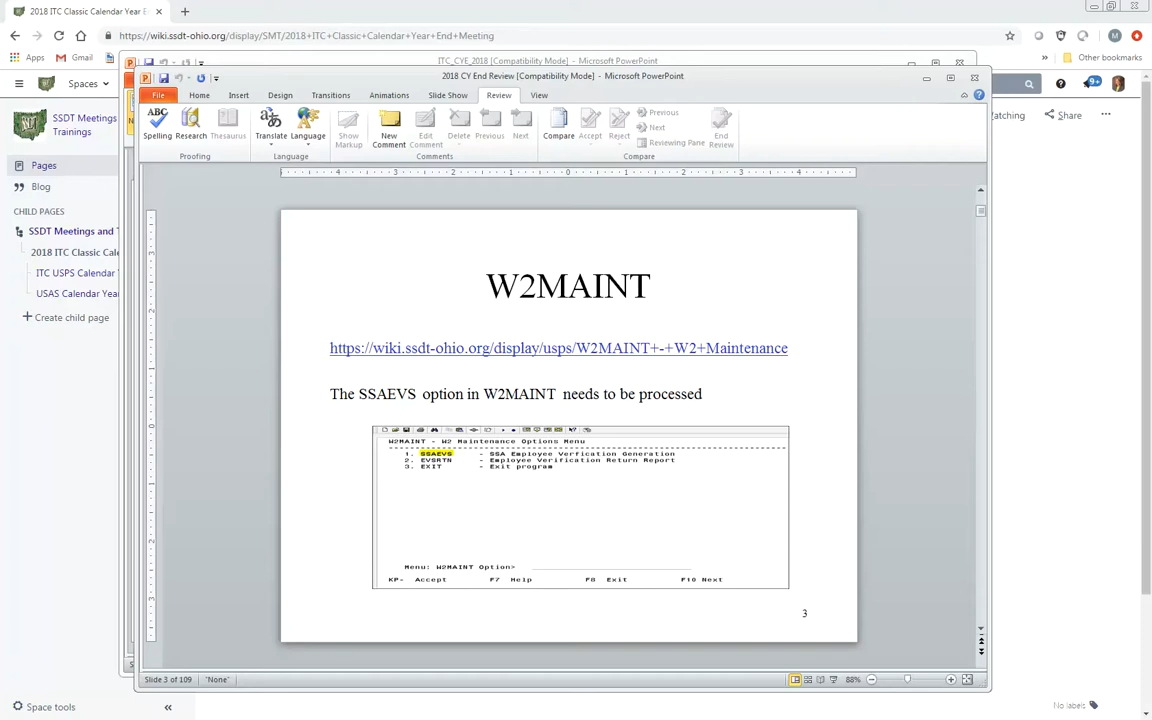 2018 ITC Classic Calendar Year E
https://wiki.ssdt-ohio.org/display/SMT/2018+ITC+Classic+Calendar+Year+End+Meeting
M
Apps
Gmail
Other bookmarks
Spaces
9+
ITC_CYE_2018 [Compatibility Mode] - Microsoft PowerPoint
2018 CY End Review [Compatibility Mode] - Microsoft PowerPoint
File Home Insert Design Transitions Animations Slide Show Review View
Spelling Research Thesaurus
Proofing
Translate Language
Language
Show Markup
New Comment
Edit Comment
Delete Previous Next
Comments
Compare Accept Reject
Previous
Next
Reviewing Pane
End Review
Compare
SSDT Meetings
Trainings
atching
Share
Pages
Blog
CHILD PAGES
SSDT Meetings and T
2018 ITC Classic Cale
ITC USPS Calendar
USAS Calendar Yea
Create child page
W2MAINT
https://wiki.ssdt-ohio.org/display/usps/W2MAINT+-+W2+Maintenance
The SSAEVS option in W2MAINT needs to be processed
W2MAINT - W2 Maintenance Options Menu
1. SSAEVS - SSA Employee Verfication Generation
2. EVSRTN - Employee Verification Return Report
3. EXIT - Exit program
Menu: W2MAINT Option>
KP- Accept F7 Help F8 Exit F10 Next
3
Slide 3 of 109
"None"
88%
Space tools
No labels